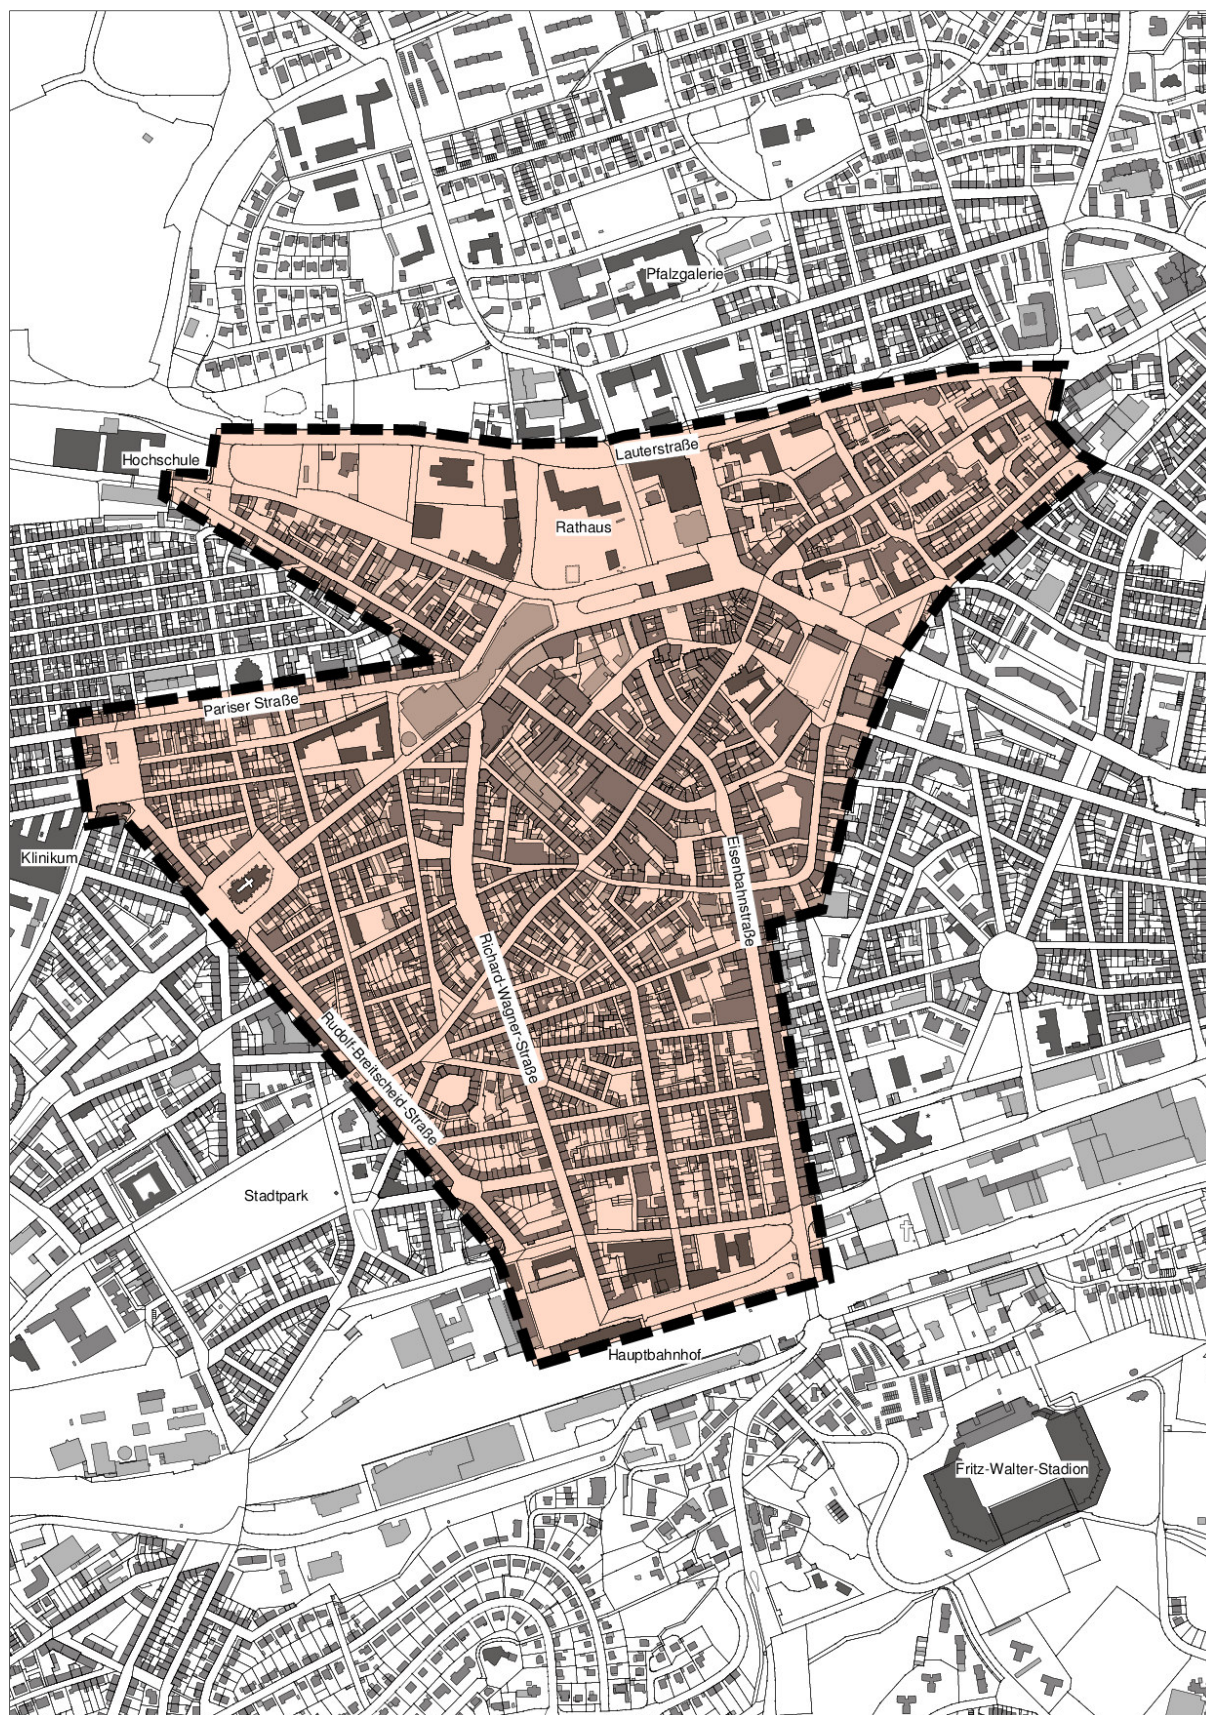 Pfalzgalerie
Lauterstraße
Hochschule
Rathaus
Pariser Straße
Klinikum
Eisenbahnstraße
Richard-Wagner-Straße
Rudolf-Breitscheid-Straße
Stadtpark
Hauptbahnhof
Fritz-Walter-Stadion